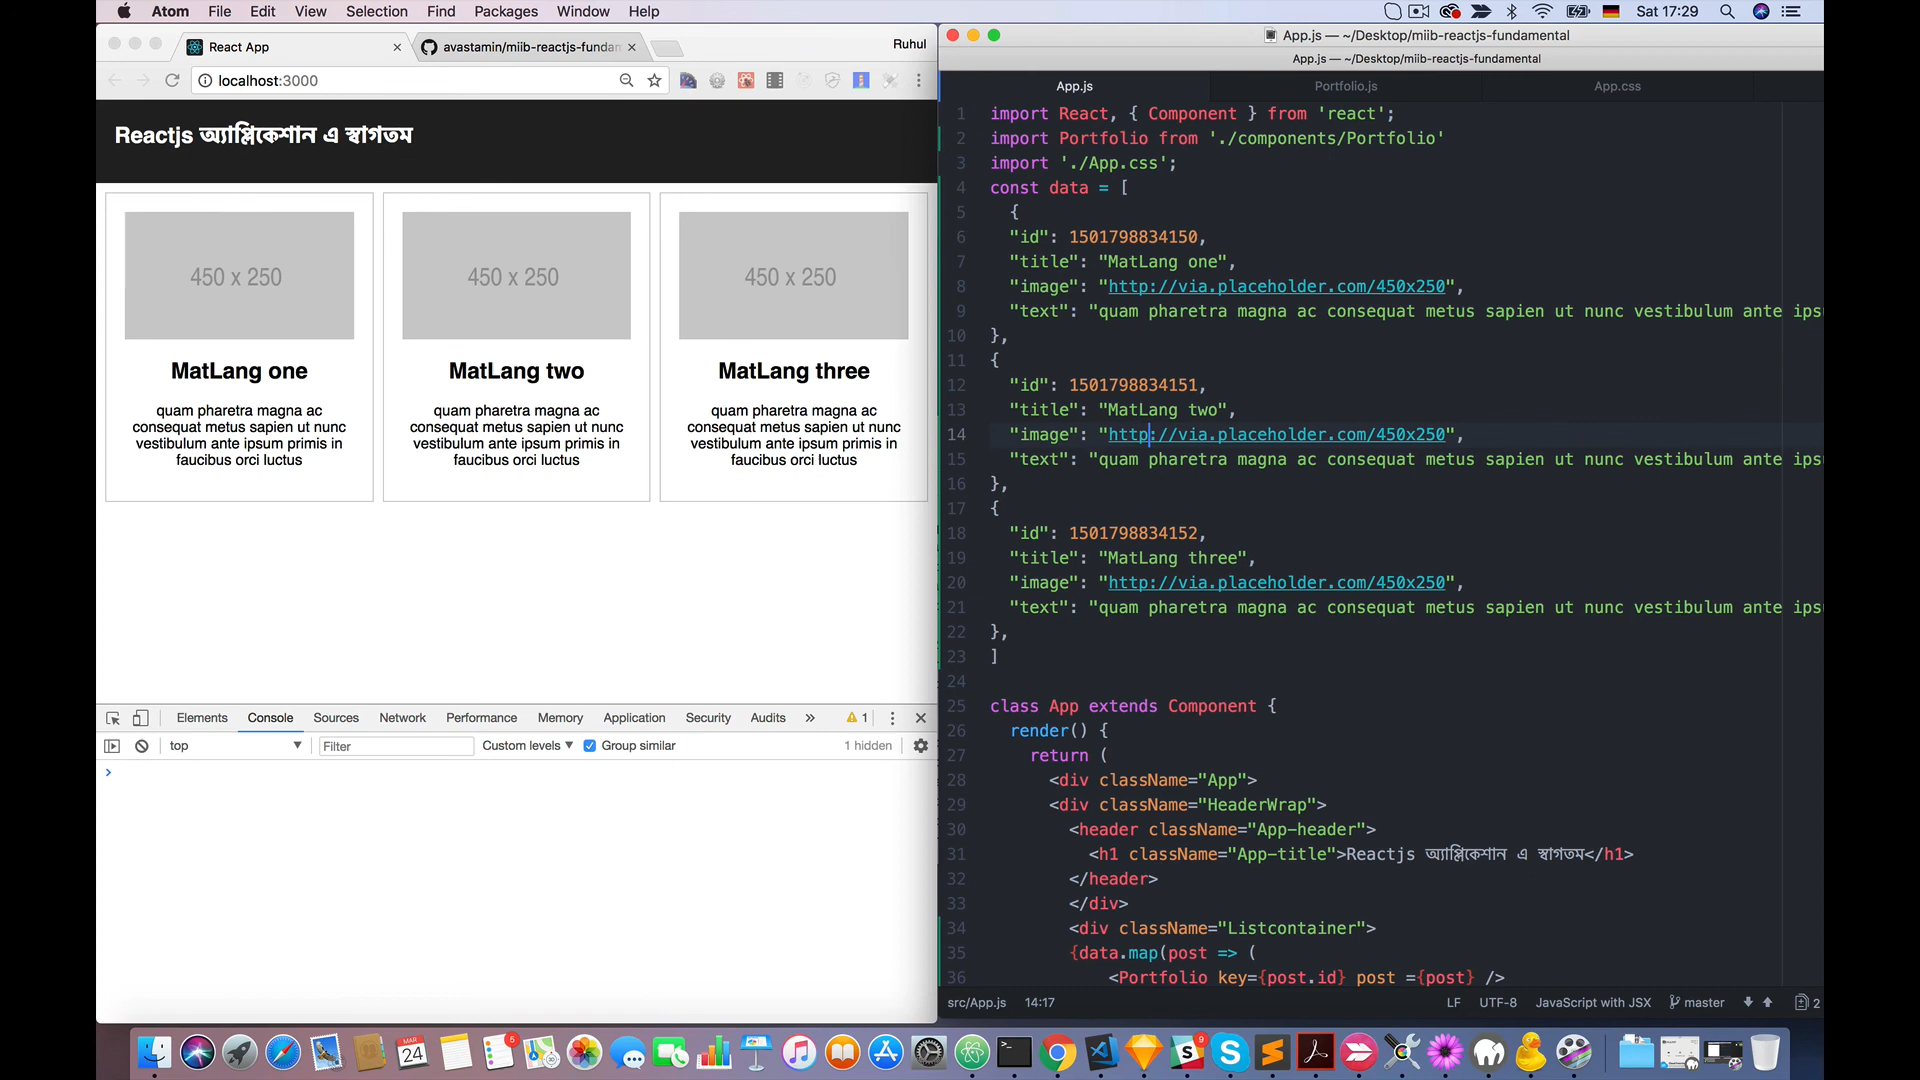 Atom File Edit View Selection Find Packages Window Help Sat 17:29
React App avastamin/miib-reactjs-fundan Ruhul
localhost:3000
Reactjs অ্যাপ্লিকেশান এ স্বাগতম
450 x 250 450 x 250 450 x 250
MatLang one MatLang two MatLang three
quam pharetra magna ac quam pharetra magna ac quam pharetra magna ac
consequat metus sapien ut nunc consequat metus sapien ut nunc consequat metus sapien ut nunc
vestibulum ante ipsum primis in vestibulum ante ipsum primis in vestibulum ante ipsum primis in
faucibus orci luctus faucibus orci luctus faucibus orci luctus
Elements Console Sources Network Performance Memory Application Security Audits » 1
top Filter Custom levels Group similar 1 hidden
>
App.js — ~/Desktop/miib-reactjs-fundamental
App.js — ~/Desktop/miib-reactjs-fundamental
App.js Portfolio.js App.css
1 import React, { Component } from 'react';
2 import Portfolio from './components/Portfolio'
3 import './App.css';
4 const data = [
5 {
6 "id": 1501798834150,
7 "title": "MatLang one",
8 "image": "http://via.placeholder.com/450x250",
9 "text": "quam pharetra magna ac consequat metus sapien ut nunc vestibulum ante ips
10 },
11 {
12 "id": 1501798834151,
13 "title": "MatLang two",
14 "image": "http://via.placeholder.com/450x250",
15 "text": "quam pharetra magna ac consequat metus sapien ut nunc vestibulum ante ips
16 },
17 {
18 "id": 1501798834152,
19 "title": "MatLang three",
20 "image": "http://via.placeholder.com/450x250",
21 "text": "quam pharetra magna ac consequat metus sapien ut nunc vestibulum ante ips
22 },
23 ]
24
25 class App extends Component {
26 render() {
27 return (
28 <div className="App">
29 <div className="HeaderWrap">
30 <header className="App-header">
31 <h1 className="App-title">Reactjs অ্যাপ্লিকেশান এ স্বাগতম</h1>
32 </header>
33 </div>
34 <div className="Listcontainer">
35 {data.map(post => (
36 <Portfolio key={post.id} post ={post} />
src/App.js 14:17 LF UTF-8 JavaScript with JSX master 2
MAR 24 5 9